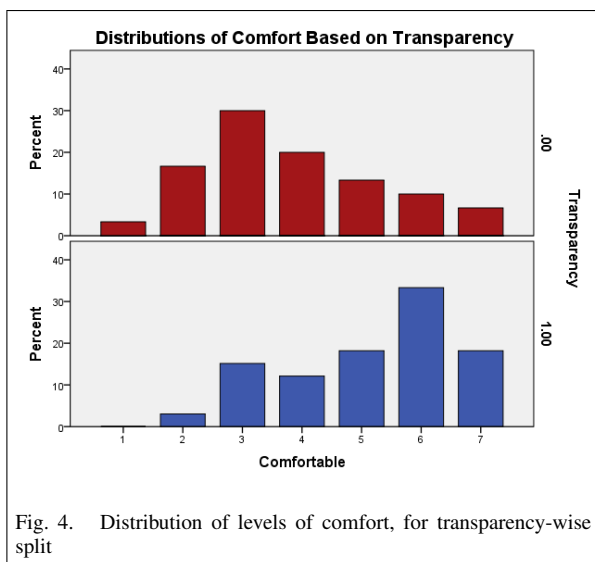 Distributions of Comfort Based on Transparency
40
30
20
10
0
Percent
.00
40
30
20
10
0
Percent
1.00
Transparency
1 2 3 4 5 6 7
Comfortable
Fig. 4. Distribution of levels of comfort, for transparency-wise
split